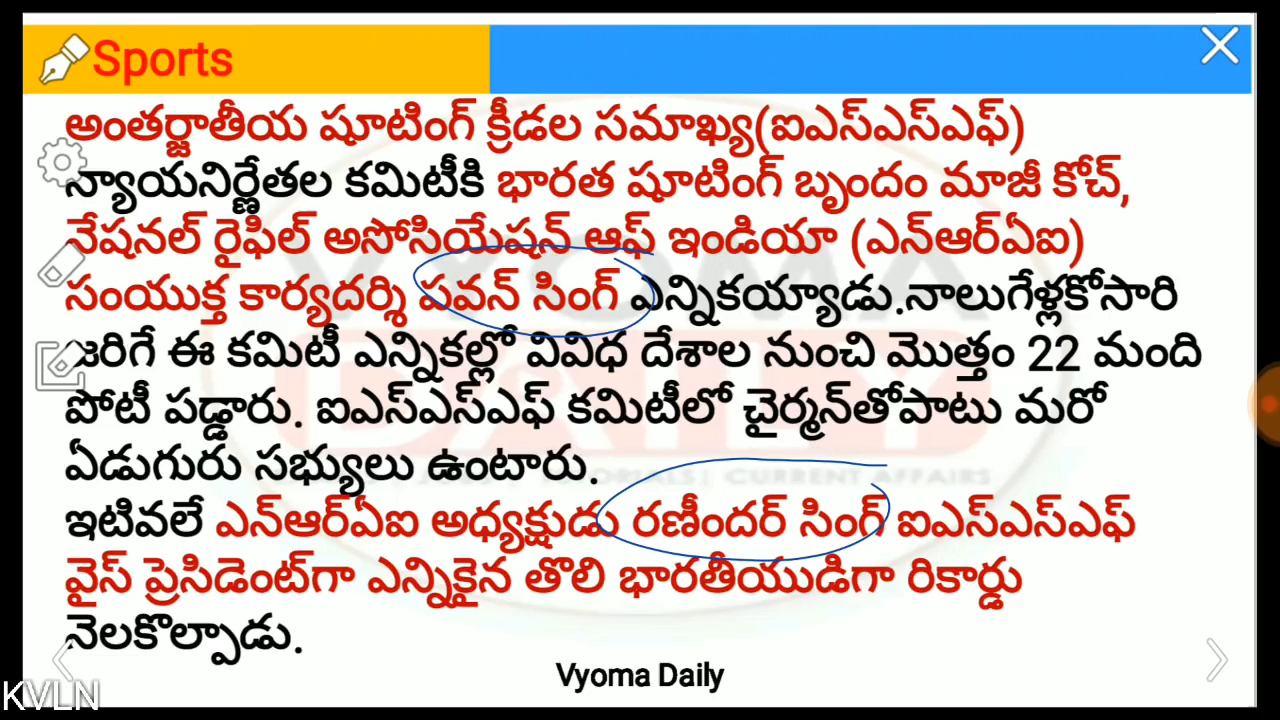 Sports
అంతర్జాతీయ షూటింగ్ క్రీడల సమాఖ్య(ఐఎస్ఎస్ఎఫ్)
న్యాయనిర్ణేతల కమిటీకి భారత షూటింగ్ బృందం మాజీ కోచ్,
నేషనల్ రైఫిల్ అసోసియేషన్ ఆఫ్ ఇండియా (ఎన్ఆర్ఏఐ)
సంయుక్త కార్యదర్శి పవన్ సింగ్ ఎన్నికయ్యాడు.నాలుగేళ్లకోసారి
జరిగే ఈ కమిటీ ఎన్నికల్లో వివిధ దేశాల నుంచి మొత్తం 22 మంది
పోటీ పడ్డారు. ఐఎస్ఎస్ఎఫ్ కమిటీలో చైర్మన్‌తోపాటు మరో
ఏడుగురు సభ్యులు ఉంటారు.
ఇటీవలే ఎన్ఆర్ఏఐ అధ్యక్షుడు రణీందర్ సింగ్ ఐఎస్ఎస్ఎఫ్
వైస్ ప్రెసిడెంట్‌గా ఎన్నికైన తొలి భారతీయుడిగా రికార్డు
నెలకొల్పాడు.
Vyoma Daily
KVLN